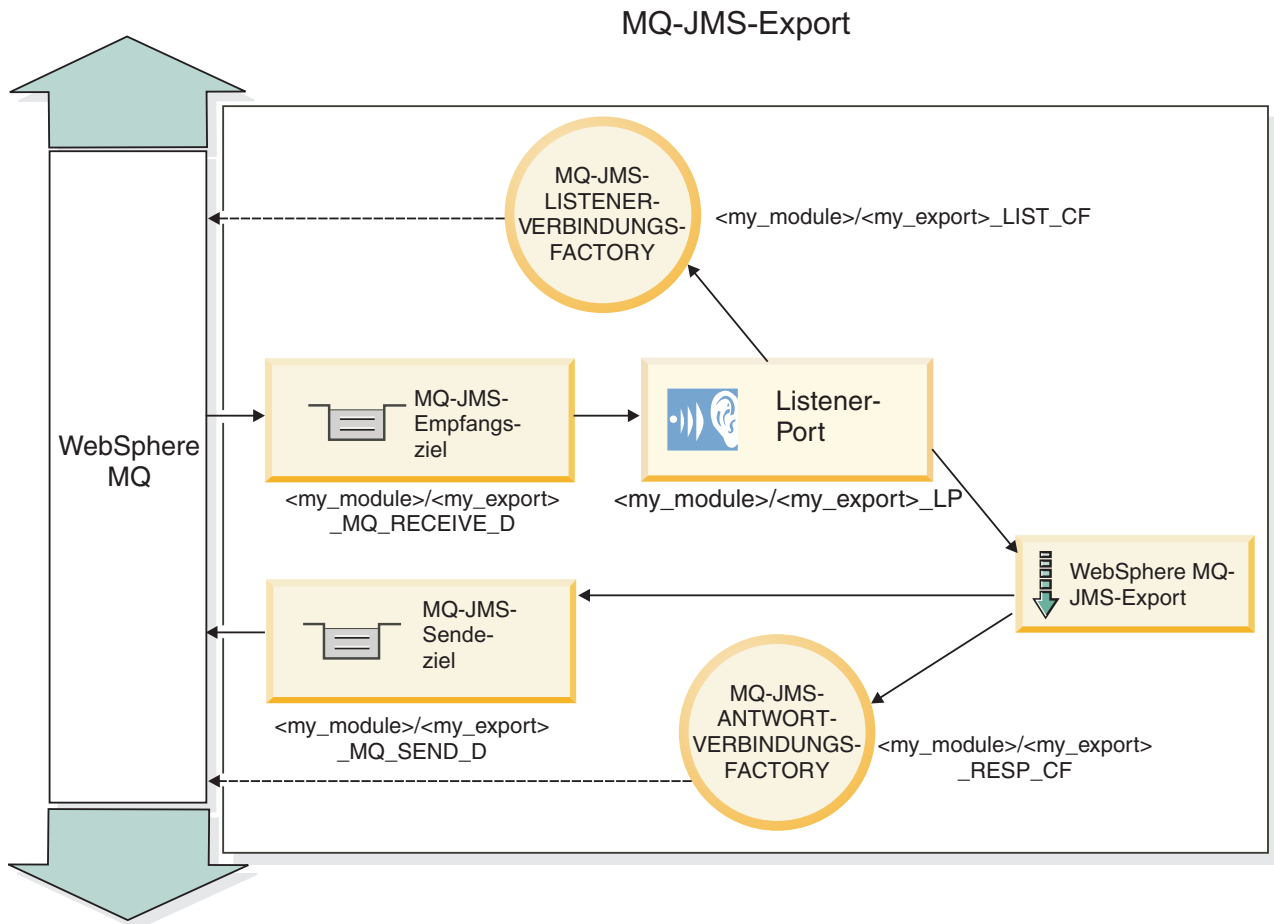 MQ-JMS-Export
MQ-JMS-
LISTENER-
VERBINDUNGS-
FACTORY
<my_module>/<my_export>_LIST_CF
WebSphere
MQ
MQ-JMS-
Empfangs-
ziel
<my_module>/<my_export>
_MQ_RECEIVE_D
Listener-
Port
<my_module>/<my_export>_LP
WebSphere MQ-
JMS-Export
MQ-JMS-
Sende-
ziel
<my_module>/<my_export>
_MQ_SEND_D
MQ-JMS-
ANTWORT-
VERBINDUNGS-
FACTORY
<my_module>/<my_export>
_RESP_CF